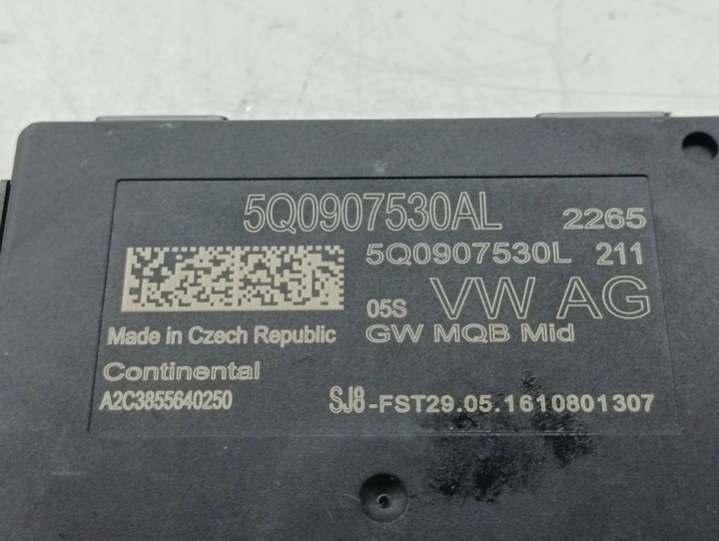 5Q0907530AL 2265
5Q0907530L 211
05S VW AG
Made in Czech Republic GW MQB Mid
Continental
A2C3855640250 SJ8-FST29.05.1610801307